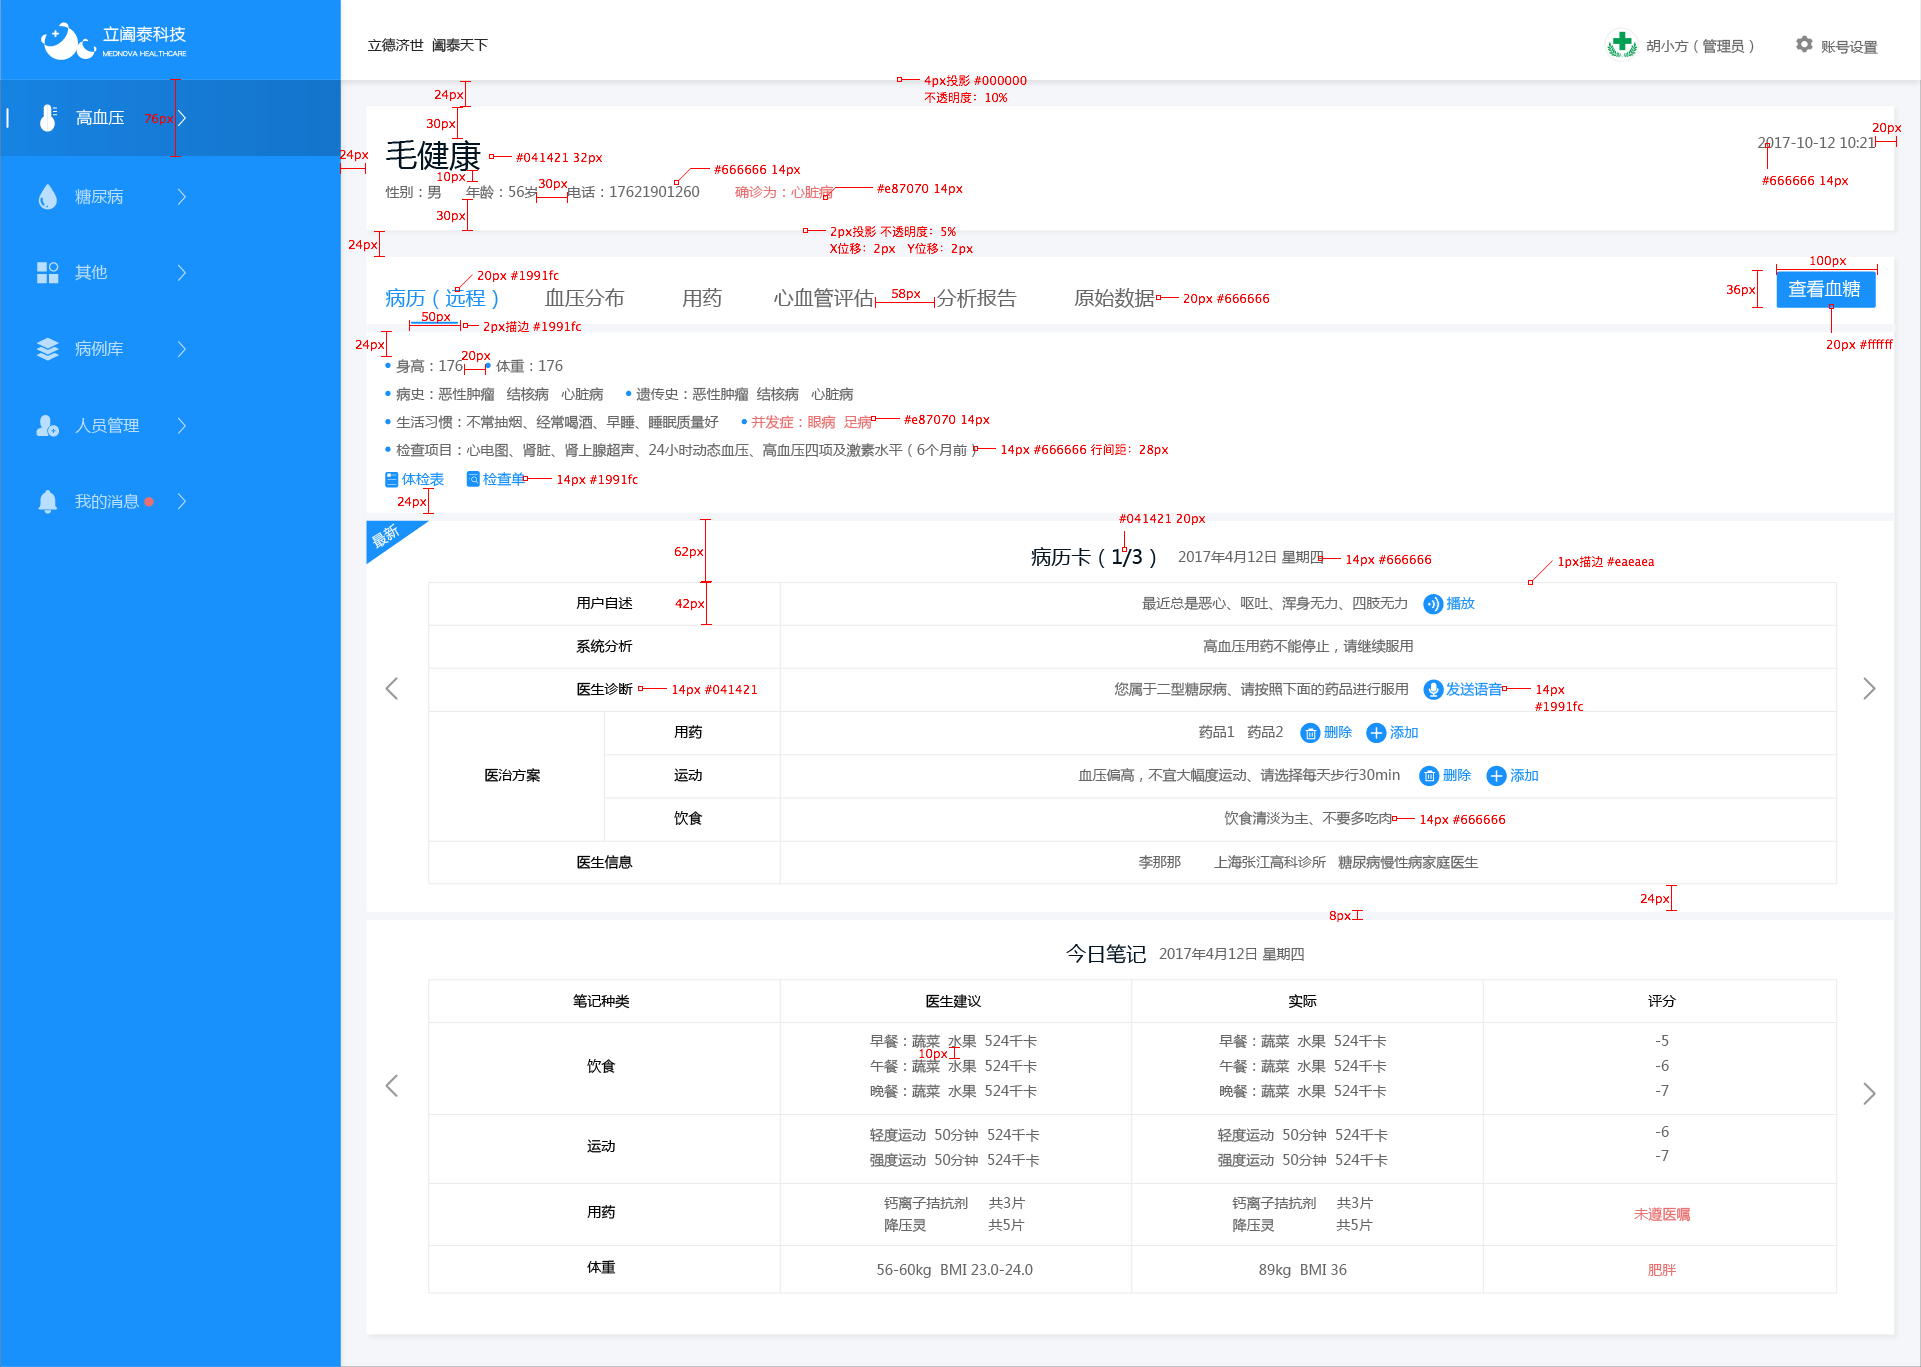 立阖泰科技
MEDNOVA HEALTHCARE
立德济世  阖泰天下
胡小方（管理员）
账号设置
4px投影 #000000
不透明度：10%
高血压
76px
糖尿病
其他
病例库
人员管理
我的消息
24px
30px
24px
毛健康
#041421 32px
#666666 14px
2017-10-12 10:21
20px
#666666 14px
10px
30px
性别：男
年龄：56岁
电话：17621901260
确诊为：心脏病
#e87070 14px
30px
2px投影 不透明度：5%
X位移：2px   Y位移：2px
24px
20px #1991fc
病历（远程）
血压分布
用药
心血管评估
58px
分析报告
原始数据
20px #666666
100px
36px
查看血糖
20px #ffffff
50px
2px描边 #1991fc
24px
20px
身高：176
体重：176
病史：恶性肿瘤   结核病   心脏病
遗传史：恶性肿瘤  结核病   心脏病
生活习惯：不常抽烟、经常喝酒、早睡、睡眠质量好
并发症：眼病  足病
#e87070 14px
检查项目：心电图、肾脏、肾上腺超声、24小时动态血压、高血压四项及激素水平（6个月前）
14px #666666 行间距：28px
体检表
检查单
14px #1991fc
24px
最新
62px
#041421 20px
病历卡（1/3）
2017年4月12日 星期四
14px #666666
1px描边 #eaeaea
用户自述
42px
最近总是恶心、呕吐、浑身无力、四肢无力
播放
系统分析
高血压用药不能停止，请继续服用
医生诊断
14px #041421
您属于二型糖尿病、请按照下面的药品进行服用
发送语音
14px
#1991fc
医治方案
用药
药品1   药品2
删除
添加
运动
血压偏高，不宜大幅度运动、请选择每天步行30min
删除
添加
饮食
饮食清淡为主、不要多吃肉
14px #666666
医生信息
李那那
上海张江高科诊所   糖尿病慢性病家庭医生
24px
8px
今日笔记
2017年4月12日 星期四
笔记种类
医生建议
实际
评分
饮食
早餐：蔬菜  水果  524千卡
早餐：蔬菜  水果  524千卡
-5
10px
午餐：蔬菜  水果  524千卡
午餐：蔬菜  水果  524千卡
-6
晚餐：蔬菜  水果  524千卡
晚餐：蔬菜  水果  524千卡
-7
运动
轻度运动  50分钟  524千卡
轻度运动  50分钟  524千卡
-6
强度运动  50分钟  524千卡
强度运动  50分钟  524千卡
-7
用药
钙离子拮抗剂     共3片
钙离子拮抗剂     共3片
降压灵     共5片
降压灵     共5片
未遵医嘱
体重
56-60kg  BMI 23.0-24.0
89kg  BMI 36
肥胖